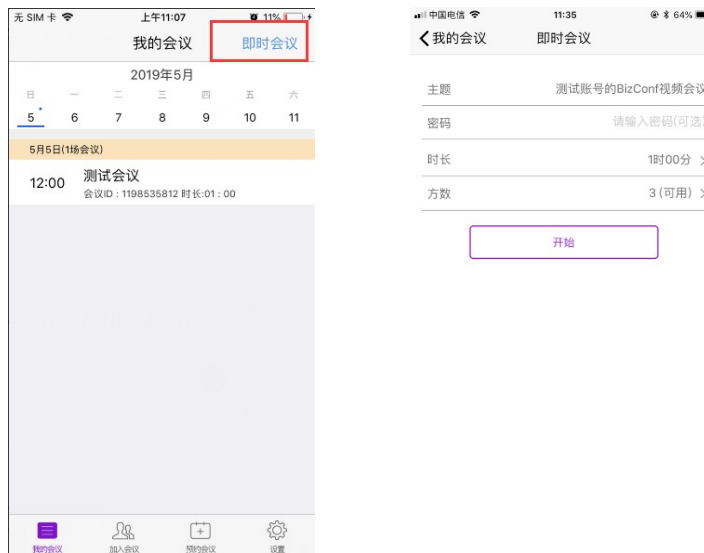 无 SIM 卡 上午11:07 11%
我的会议 即时会议
2019年5月
日 一 二 三 四 五 六
5 6 7 8 9 10 11
5月5日(1场会议)
12:00 测试会议
会议ID : 1198535812 时长:01 : 00
我的会议 加入会议 预约会议 设置
中国电信 11:35 64%
我的会议 即时会议
主题 测试账号的BizConf视频会议
密码 请输入密码(可选)
时长 1时00分
方数 3 (可用)
开始